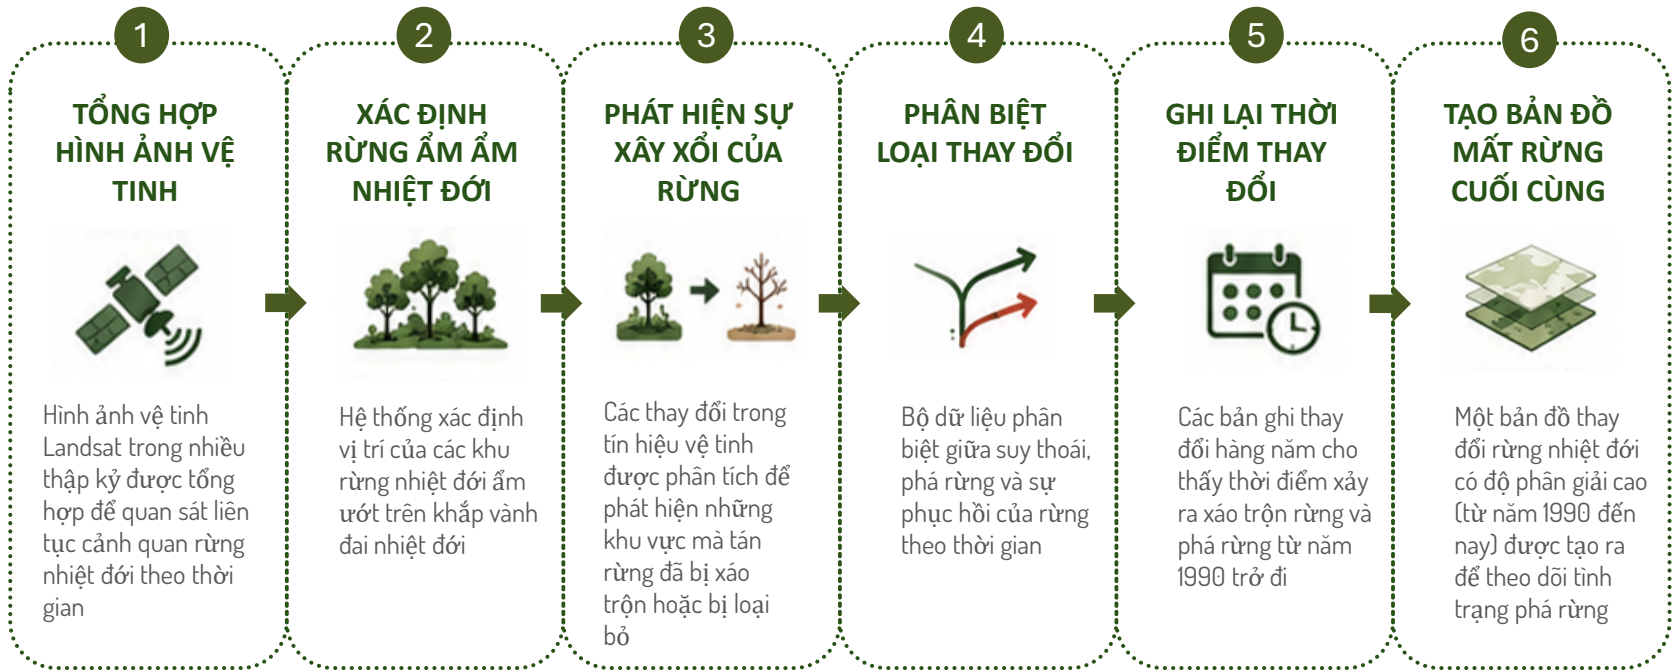 1
TỔNG HỢP
HÌNH ẢNH VỆ
TINH
Hình ảnh vệ tinh
Landsat trong nhiều
thập kỷ được tổng
hợp để quan sát liên
tục cảnh quan rừng
nhiệt đới theo thời
gian
2
XÁC ĐỊNH
RỪNG ẨM ẨM
NHIỆT ĐỚI
Hệ thống xác định
vị trí của các khu
rừng nhiệt đới ẩm
ướt trên khắp vành
đai nhiệt đới
3
PHÁT HIỆN SỰ
XÂY XỔI CỦA
RỪNG
Các thay đổi trong
tín hiệu vệ tinh
được phân tích để
phát hiện những
khu vực mà tán
rừng đã bị xáo
trộn hoặc bị loại
bỏ
4
PHÂN BIỆT
LOẠI THAY ĐỔI
Bộ dữ liệu phân
biệt giữa suy thoái,
phá rừng và sự
phục hồi của rừng
theo thời gian
5
GHI LẠI THỜI
ĐIỂM THAY
ĐỔI
Các bản ghi thay
đổi hàng năm cho
thấy thời điểm xảy
ra xáo trộn rừng và
phá rừng từ năm
1990 trở đi
6
TẠO BẢN ĐỒ
MẤT RỪNG
CUỐI CÙNG
Một bản đồ thay
đổi rừng nhiệt đới
có độ phân giải cao
(từ năm 1990 đến
nay) được tạo ra
để theo dõi tình
trạng phá rừng